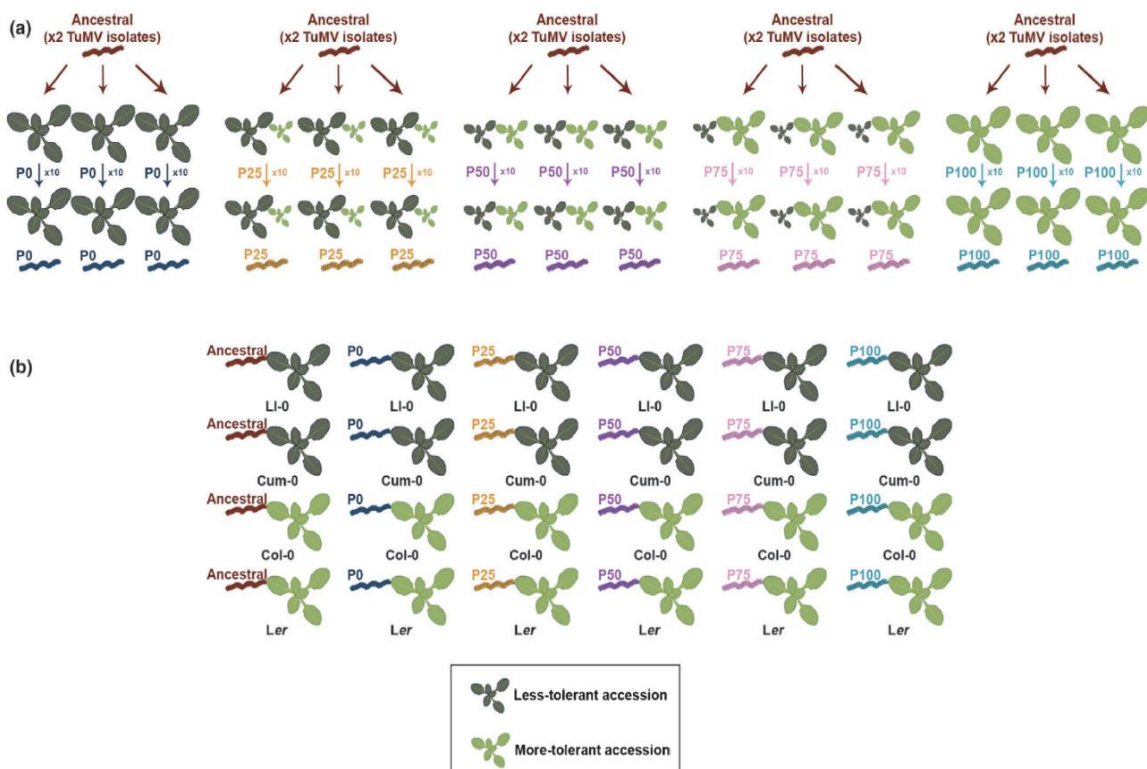 (a)
Ancestral
(x2 TuMV isolates)
Ancestral
(x2 TuMV isolates)
Ancestral
(x2 TuMV isolates)
Ancestral
(x2 TuMV isolates)
Ancestral
(x2 TuMV isolates)
P0 x10 P0 x10 P0 x10 P25 x10 P25 x10 P25 x10 P50 x10 P50 x10 P50 x10 P75 x10 P75 x10 P75 x10 P100 x10 P100 x10 P100 x10
P0 P0 P0 P25 P25 P25 P50 P50 P50 P75 P75 P75 P100 P100 P100
(b)
Ancestral P0 P25 P50 P75 P100
Ll-0 Ll-0 Ll-0 Ll-0 Ll-0 Ll-0
Ancestral P0 P25 P50 P75 P100
Cum-0 Cum-0 Cum-0 Cum-0 Cum-0 Cum-0
Ancestral P0 P25 P50 P75 P100
Col-0 Col-0 Col-0 Col-0 Col-0 Col-0
Ancestral P0 P25 P50 P75 P100
Ler Ler Ler Ler Ler Ler
Less-tolerant accession
More-tolerant accession